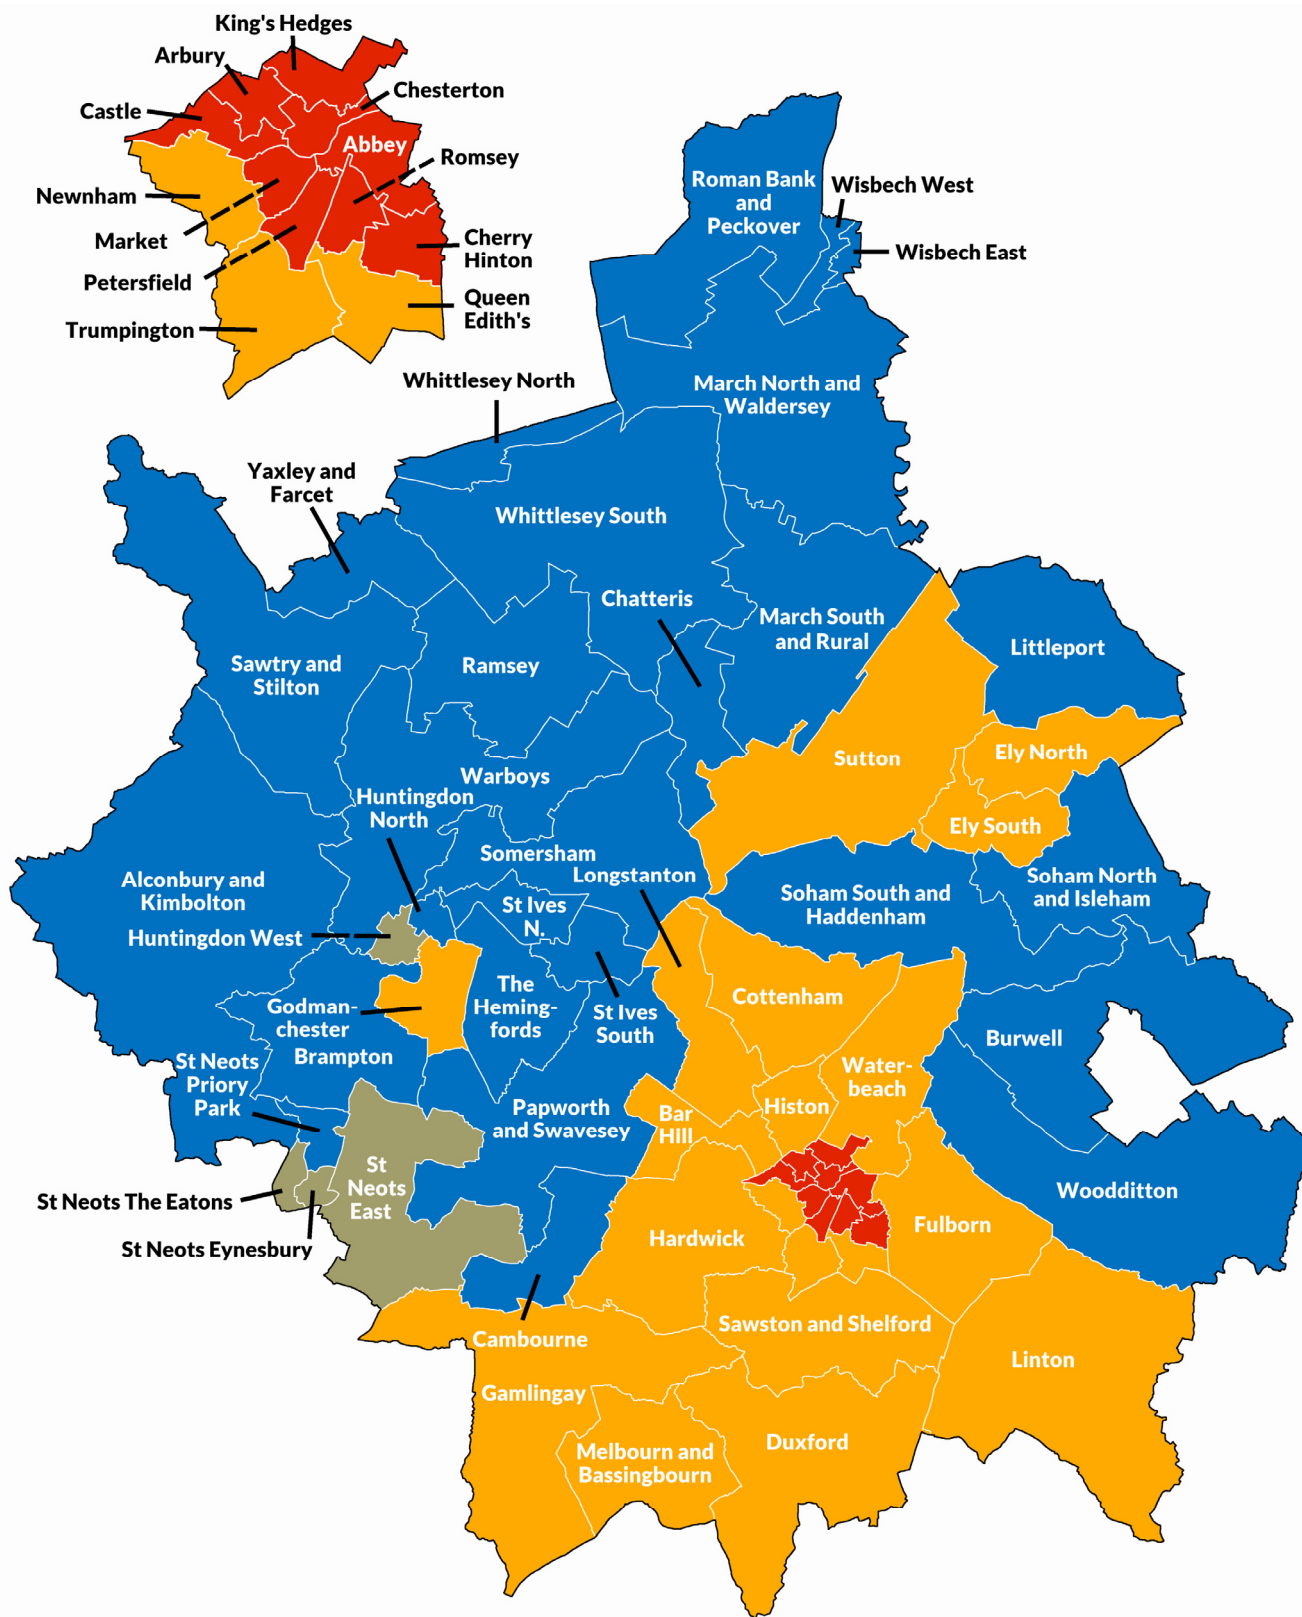 King's Hedges
Arbury
Chesterton
Castle
Abbey
Romsey
Newnham
Market
Cherry
Hinton
Petersfield
Queen
Edith's
Trumpington
Roman Bank
and
Peckover
Wisbech West
Wisbech East
Whittlesey North
March North and
Waldersey
Yaxley and
Farcet
Whittlesey South
Chatteris
March South
and Rural
Littleport
Sawtry and
Stilton
Ramsey
Sutton
Ely North
Warboys
Huntingdon
North
Ely South
Somersham
Longstanton
Alconbury and
Kimbolton
Soham South and
Haddenham
Soham North
and Isleham
St Ives
N.
Huntingdon West
The
Heming-
fords
Cottenham
Godman-
chester
St Ives
South
Burwell
Brampton
St Neots
Priory
Park
Water-
beach
Papworth
and Swavesey
Bar
Hill
Histon
St
Neots
East
Woodditton
St Neots The Eatons
St Neots Eynesbury
Hardwick
Fulborn
Sawston and Shelford
Cambourne
Linton
Gamlingay
Duxford
Melbourn and
Bassingbourn